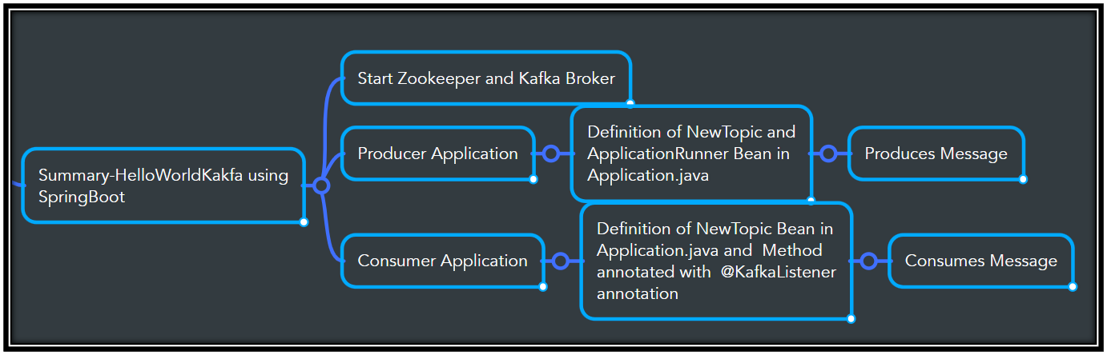 Start Zookeeper and Kafka Broker
Summary-HelloWorldKakfa using
SpringBoot
Producer Application
Definition of NewTopic and
ApplicationRunner Bean in
Application.java
Produces Message
Consumer Application
Definition of NewTopic Bean in
Application.java and  Method
annotated with  @KafkaListener
annotation
Consumes Message